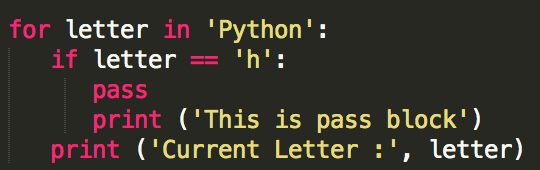 for letter in 'Python':
    if letter == 'h':
        pass
        print ('This is pass block')
    print ('Current Letter :', letter)